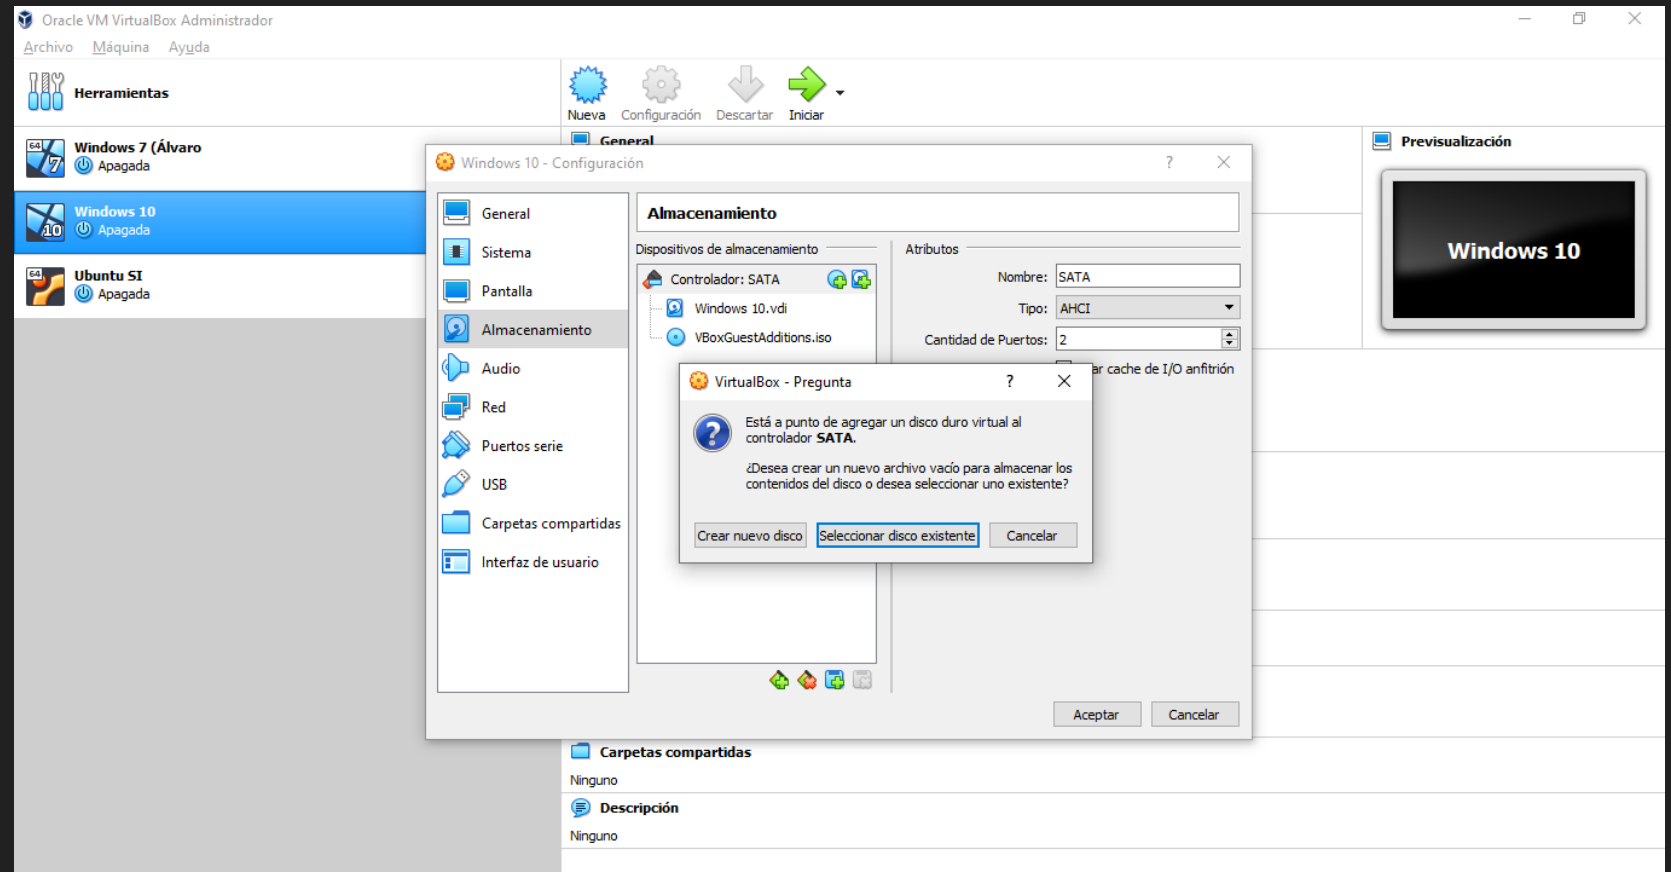 Oracle VM VirtualBox Administrador
Archivo Máquina Ayuda
Herramientas
Nueva Configuración Descartar Iniciar
64 Windows 7 (Álvaro
7 Apagada
Windows 10
10 Apagada
64 Ubuntu SI
Apagada
General
Previsualización
Windows 10
Windows 10 - Configuración ?
General
Sistema
Pantalla
Almacenamiento
Audio
Red
Puertos serie
USB
Carpetas compartidas
Interfaz de usuario
Almacenamiento
Dispositivos de almacenamiento
Controlador: SATA
Windows 10.vdi
VBoxGuestAdditions.iso
Atributos
Nombre: SATA
Tipo: AHCI
Cantidad de Puertos: 2
cache de I/O anfitrión
VirtualBox - Pregunta ?
Está a punto de agregar un disco duro virtual al
controlador SATA.
¿Desea crear un nuevo archivo vacío para almacenar los
contenidos del disco o desea seleccionar uno existente?
Crear nuevo disco Seleccionar disco existente Cancelar
Aceptar Cancelar
Carpetas compartidas
Ninguno
Descripción
Ninguno